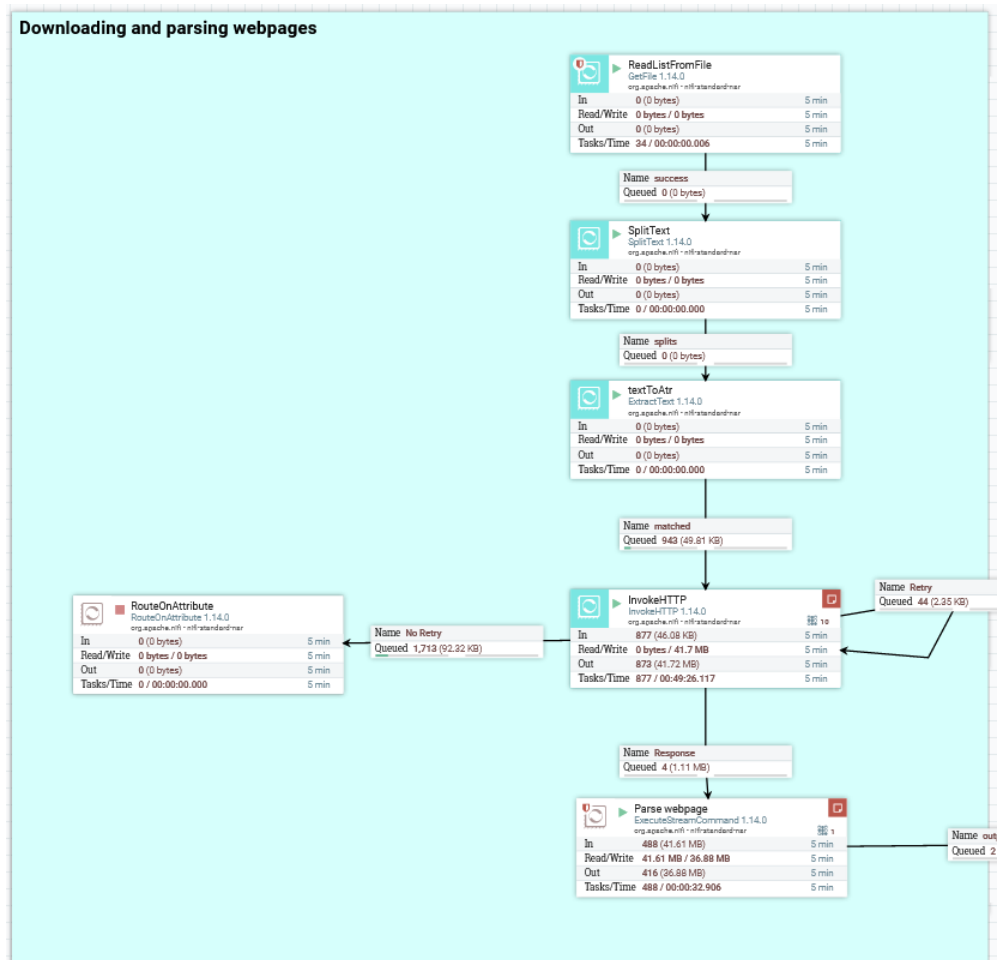 Downloading and parsing webpages
ReadListFromFile
GetFile 1.14.0
org.apache.nifi - nifi-standard-nar
In 0 (0 bytes) 5 min
Read/Write 0 bytes / 0 bytes 5 min
Out 0 (0 bytes) 5 min
Tasks/Time 34 / 00:00:00.006 5 min
Name success
Queued 0 (0 bytes)
SplitText
SplitText 1.14.0
org.apache.nifi - nifi-standard-nar
In 0 (0 bytes) 5 min
Read/Write 0 bytes / 0 bytes 5 min
Out 0 (0 bytes) 5 min
Tasks/Time 0 / 00:00:00.000 5 min
Name splits
Queued 0 (0 bytes)
textToAtr
ExtractText 1.14.0
org.apache.nifi - nifi-standard-nar
In 0 (0 bytes) 5 min
Read/Write 0 bytes / 0 bytes 5 min
Out 0 (0 bytes) 5 min
Tasks/Time 0 / 00:00:00.000 5 min
Name matched
Queued 943 (49.81 KB)
InvokeHTTP
InvokeHTTP 1.14.0
org.apache.nifi - nifi-standard-nar
10
In 877 (46.08 KB) 5 min
Read/Write 0 bytes / 41.7 MB 5 min
Out 873 (41.72 MB) 5 min
Tasks/Time 877 / 00:49:26.117 5 min
Name Retry
Queued 44 (2.35 KB)
Name No Retry
Queued 1,713 (92.32 KB)
RouteOnAttribute
RouteOnAttribute 1.14.0
org.apache.nifi - nifi-standard-nar
In 0 (0 bytes) 5 min
Read/Write 0 bytes / 0 bytes 5 min
Out 0 (0 bytes) 5 min
Tasks/Time 0 / 00:00:00.000 5 min
Name Response
Queued 4 (1.11 MB)
Parse webpage
ExecuteStreamCommand 1.14.0
org.apache.nifi - nifi-standard-nar
1
In 488 (41.61 MB) 5 min
Read/Write 41.61 MB / 36.88 MB 5 min
Out 416 (36.88 MB) 5 min
Tasks/Time 488 / 00:00:32.906 5 min
Name
Queued 2